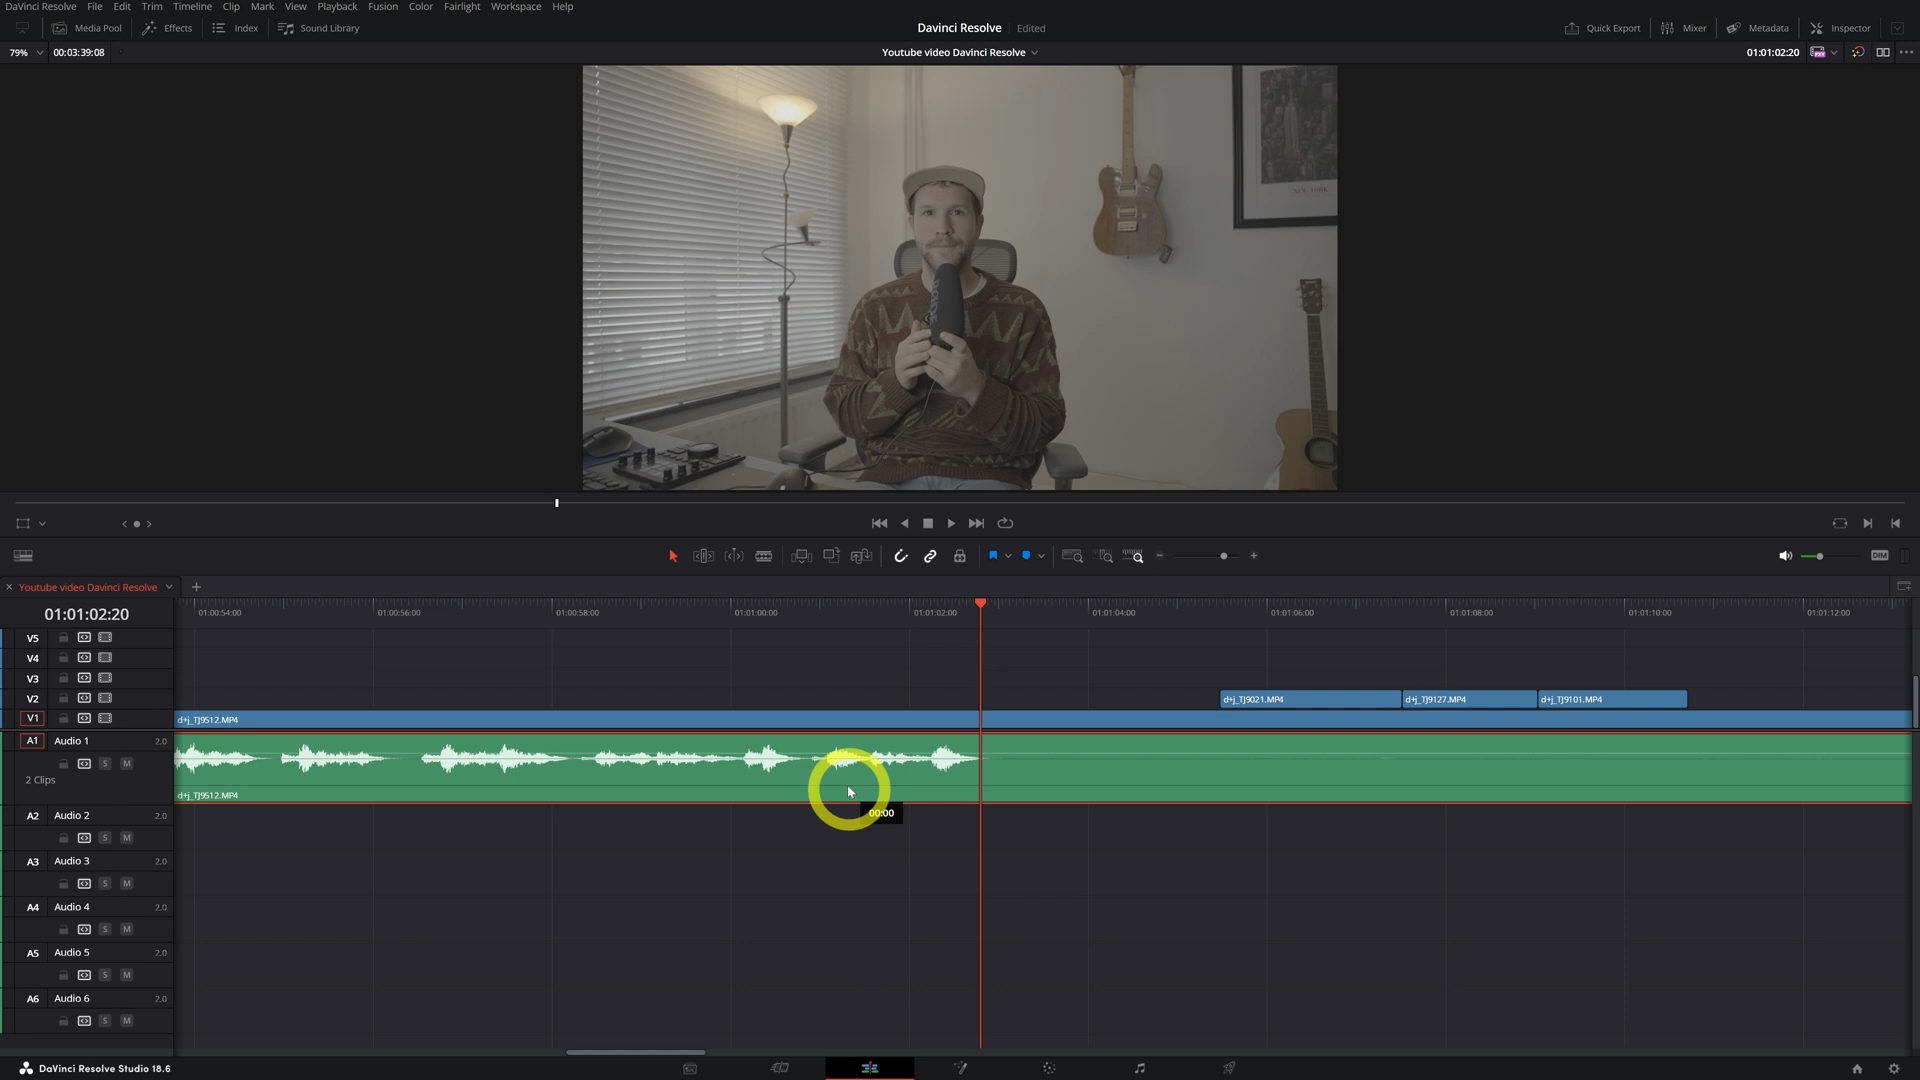 DaVinci Resolve File Edit Trim Timeline Clip Mark View Playback Fusion Color Fairlight Workspace Help
Media Pool Effects Index Sound Library Davinci Resolve Edited Quick Export Mixer Metadata Inspector
79% 00:03:39:08 Youtube video Davinci Resolve 01:01:02:20
NEW YORK
DIM
Youtube video Davinci Resolve
01:01:02:20
01:00:54:00 01:00:56:00 01:00:58:00 01:01:00:00 01:01:02:00 01:01:04:00 01:01:06:00 01:01:08:00 01:01:10:00 01:01:12:00
V5
V4
V3
V2 d+j_TJ9021.MP4 d+j_TJ9127.MP4 d+j_TJ9101.MP4
V1 d+j_TJ9512.MP4
A1 Audio 1 2.0
S M
2 Clips
d+j_TJ9512.MP4
00:00
A2 Audio 2 2.0
S M
A3 Audio 3 2.0
S M
A4 Audio 4 2.0
S M
A5 Audio 5 2.0
S M
A6 Audio 6 2.0
S M
DaVinci Resolve Studio 18.6